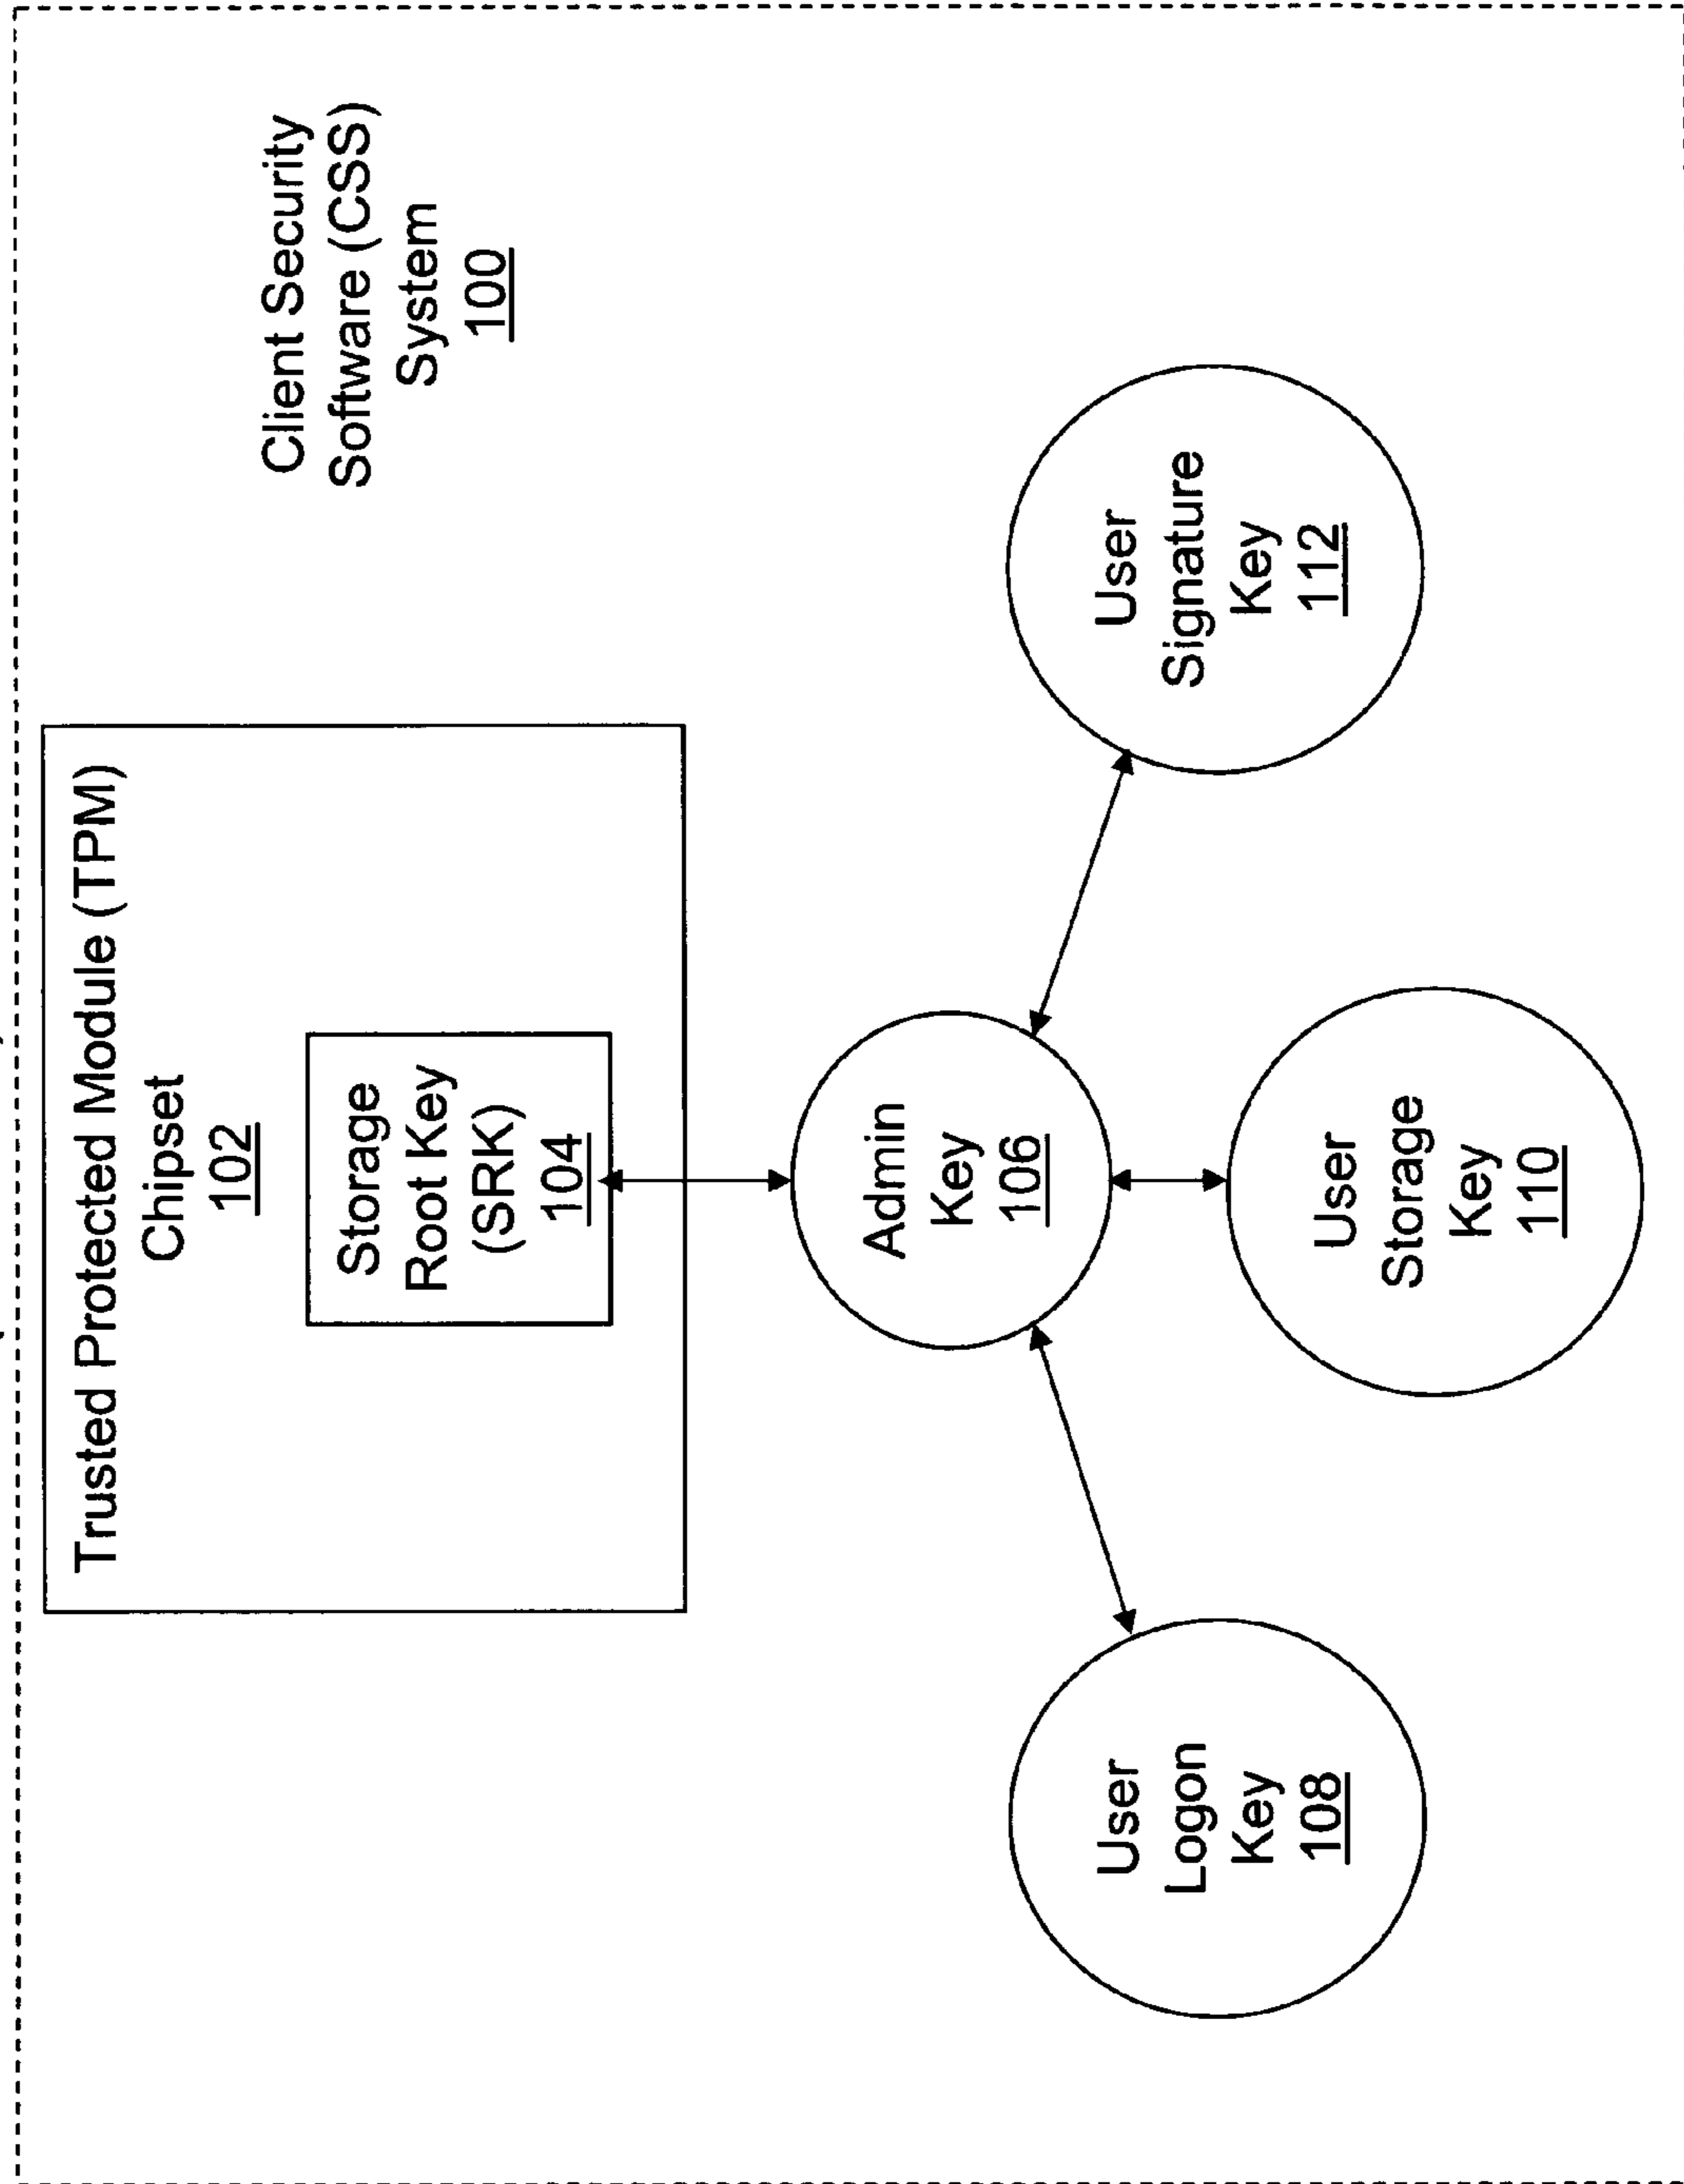 Client Security
Software (CSS)
System
100
Trusted Protected Module (TPM)
Chipset
102
Storage
Root Key
(SRK)
104
Admin
Key
106
User
Logon
Key
108
User
Storage
Key
110
User
Signature
Key
112